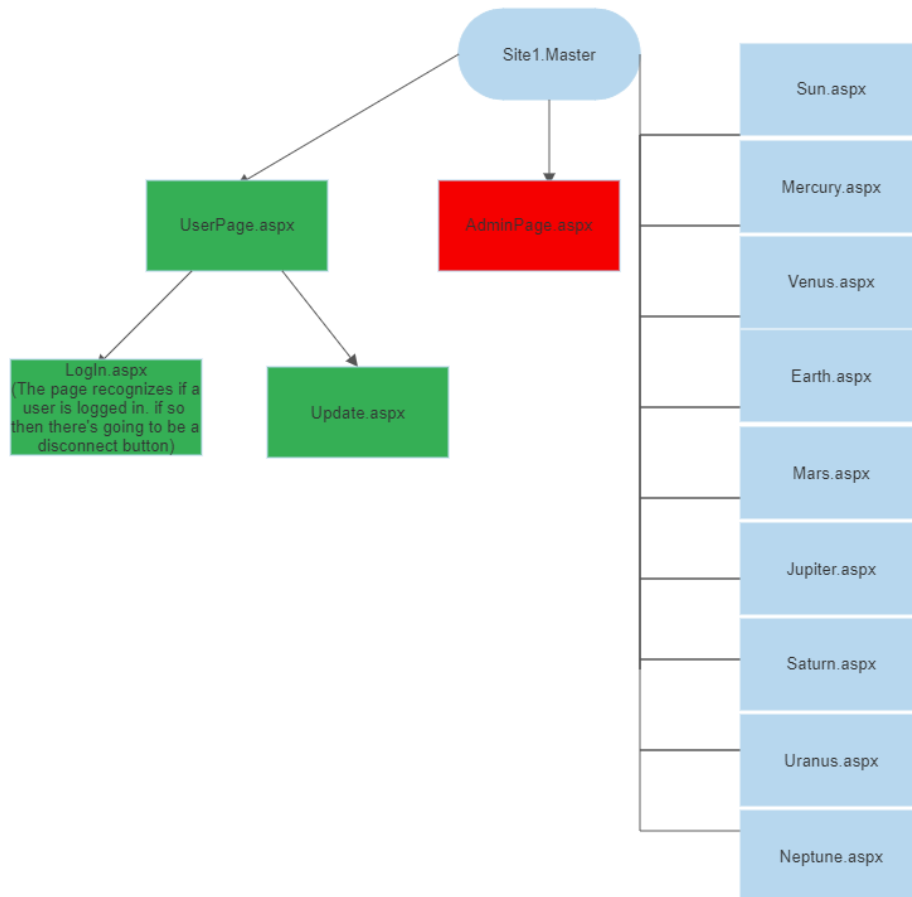 Site1.Master
Sun.aspx
Mercury.aspx
UserPage.aspx
AdminPage.aspx
Venus.aspx
Earth.aspx
LogIn.aspx
(The page recognizes if a
user is logged in. if so
then there's going to be a
disconnect button)
Update.aspx
Mars.aspx
Jupiter.aspx
Saturn.aspx
Uranus.aspx
Neptune.aspx